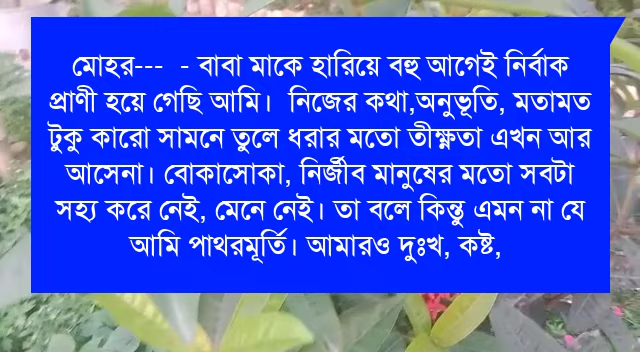 মোহর---  - বাবা মাকে হারিয়ে বহু আগেই নির্বাক
প্রাণী হয়ে গেছি আমি।  নিজের কথা,অনুভূতি, মতামত
টুকু কারো সামনে তুলে ধরার মতো তীক্ষ্ণতা এখন আর
আসেনা। বোকাসোকা, নির্জীব মানুষের মতো সবটা
সহ্য করে নেই, মেনে নেই। তা বলে কিন্তু এমন না যে
আমি পাথরমূর্তি। আমারও দুঃখ, কষ্ট,